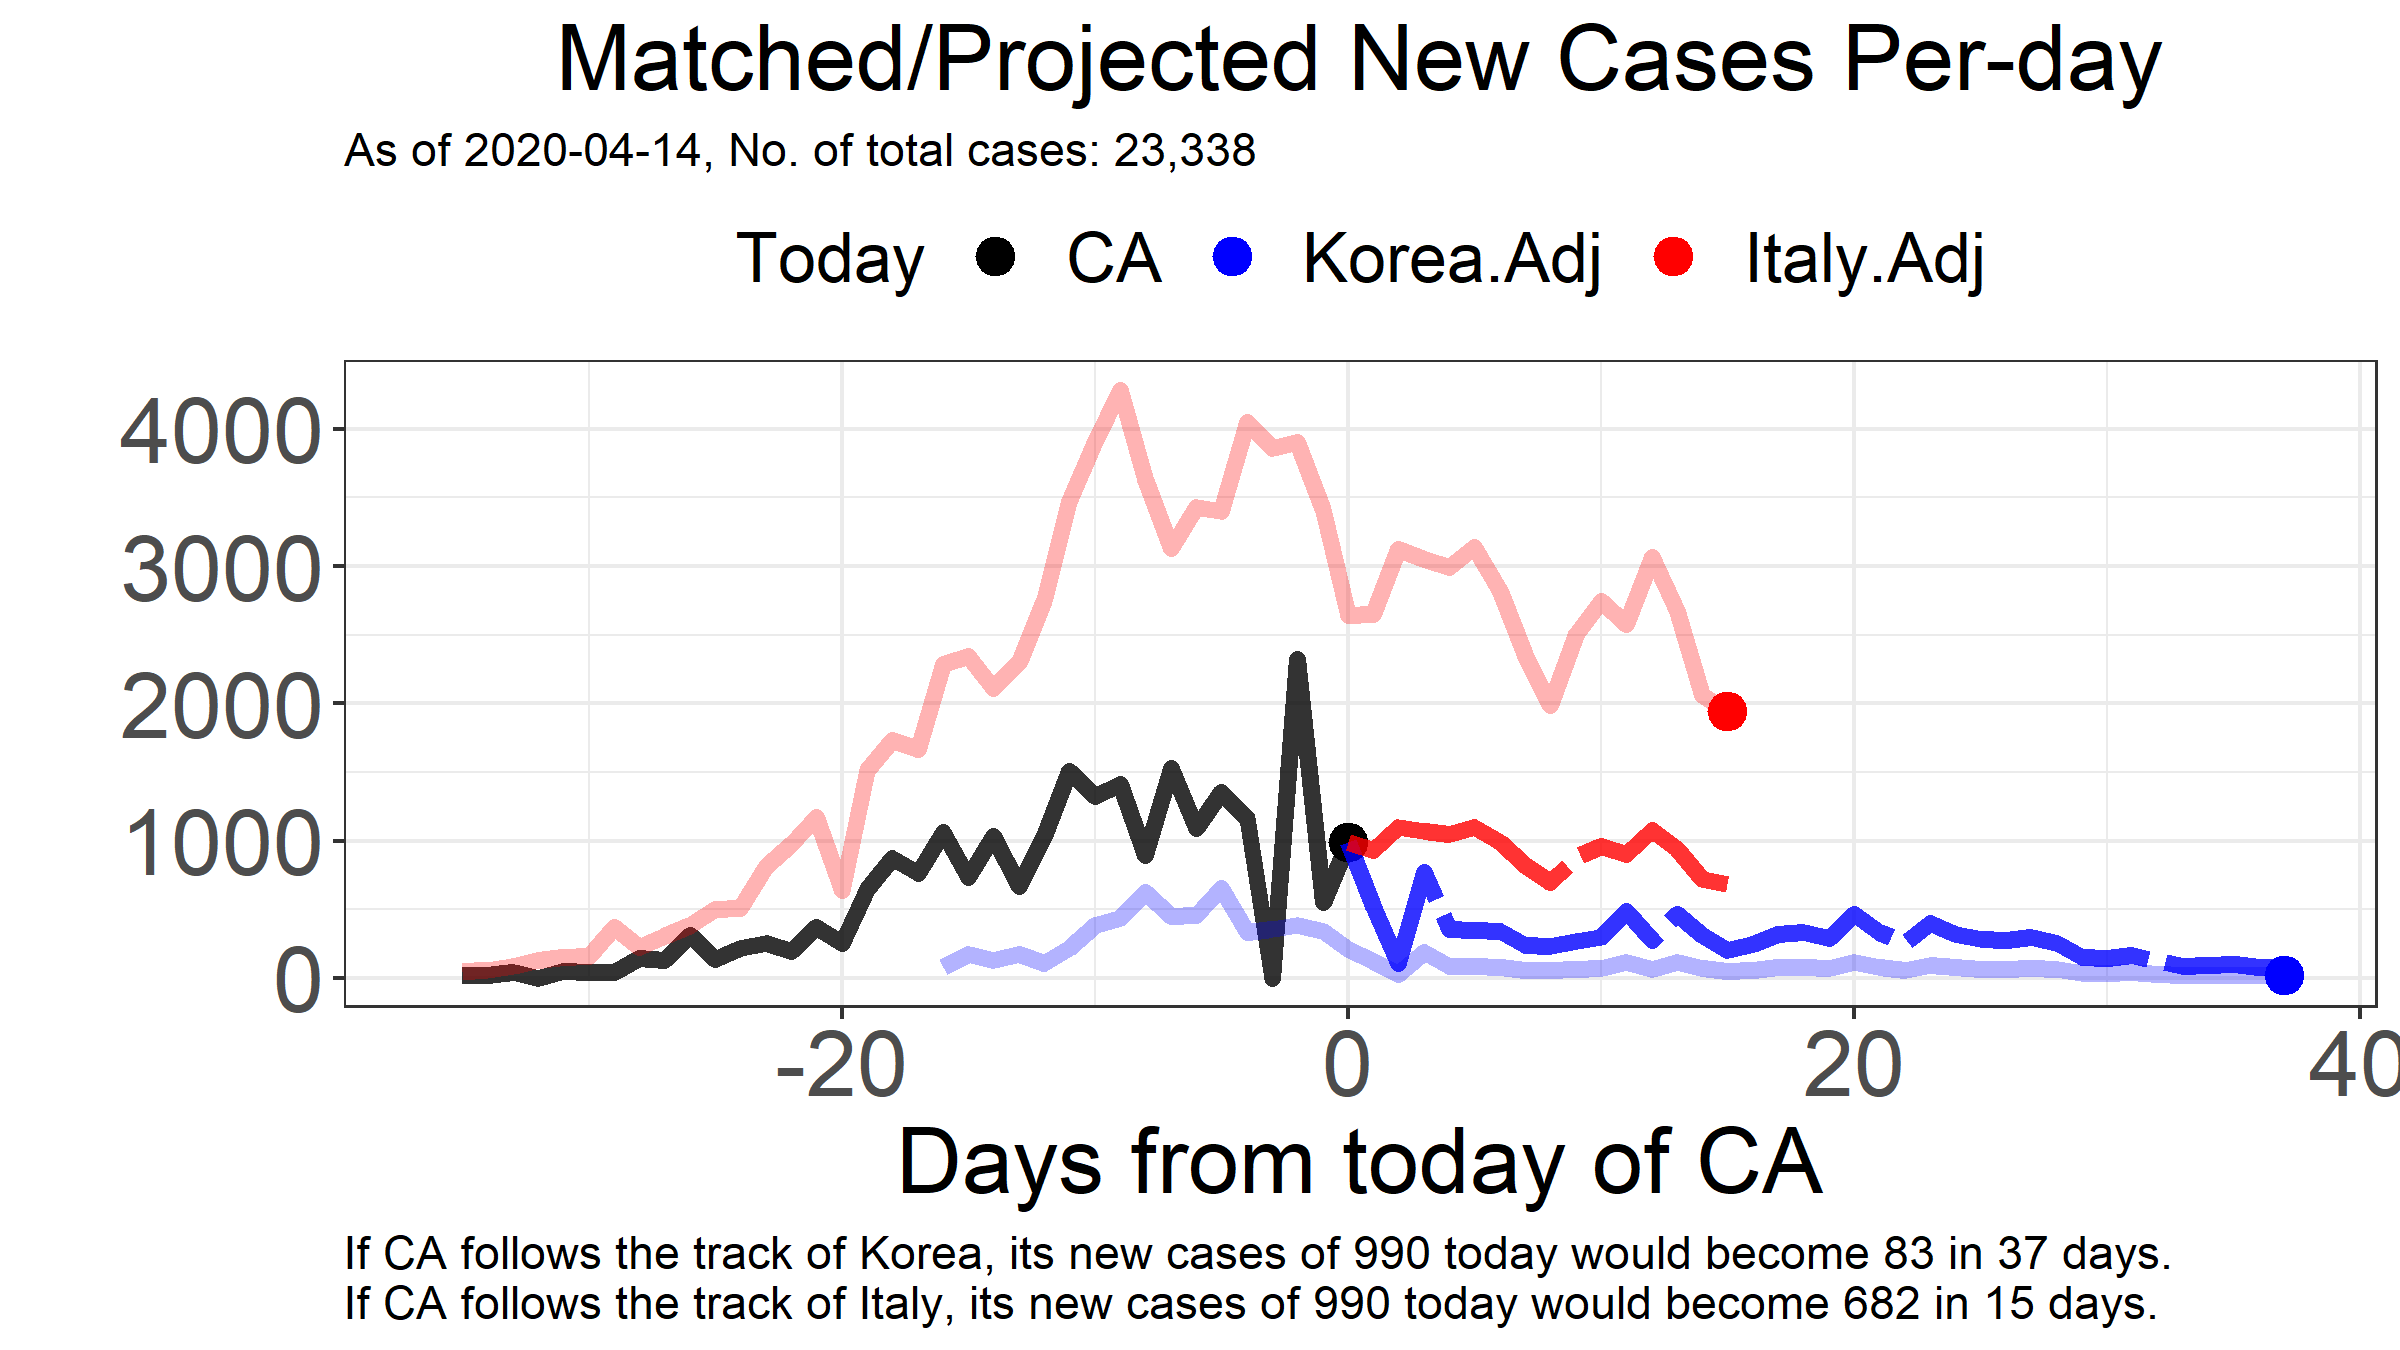 Matched/Projected New Cases Per-day
As of 2020-04-14, No. of total cases: 23,338
Today CA Korea.Adj Italy.Adj
4000
3000
2000
1000
0
-20 0 20 40
Days from today of CA
If CA follows the track of Korea, its new cases of 990 today would become 83 in 37 days.
If CA follows the track of Italy, its new cases of 990 today would become 682 in 15 days.